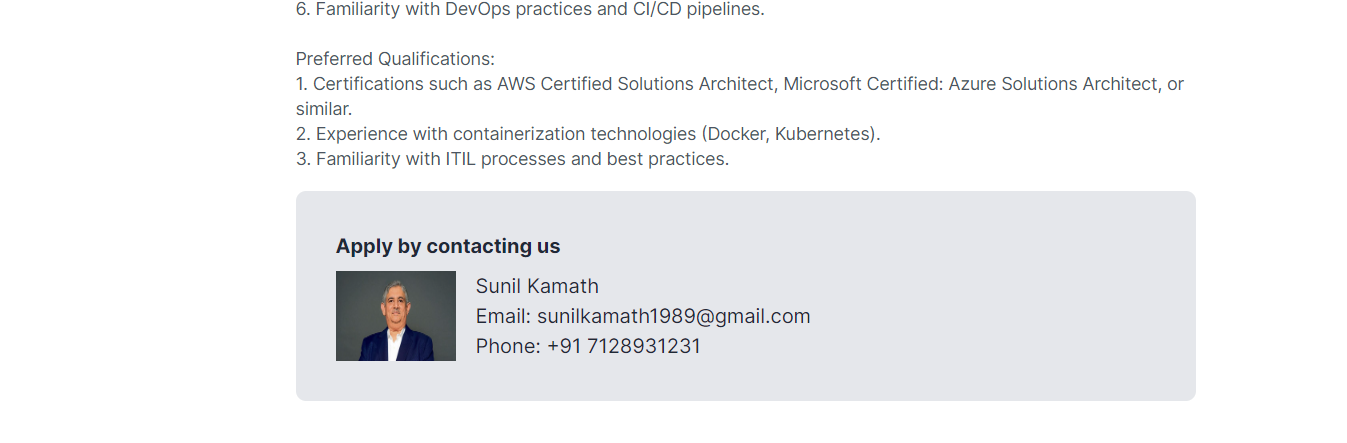 6. Familiarity with DevOps practices and CI/CD pipelines.
Preferred Qualifications:
1. Certifications such as AWS Certified Solutions Architect, Microsoft Certified: Azure Solutions Architect, or
similar.
2. Experience with containerization technologies (Docker, Kubernetes).
3. Familiarity with ITIL processes and best practices.
Apply by contacting us
Sunil Kamath
Email: sunilkamath1989@gmail.com
Phone: +91 7128931231